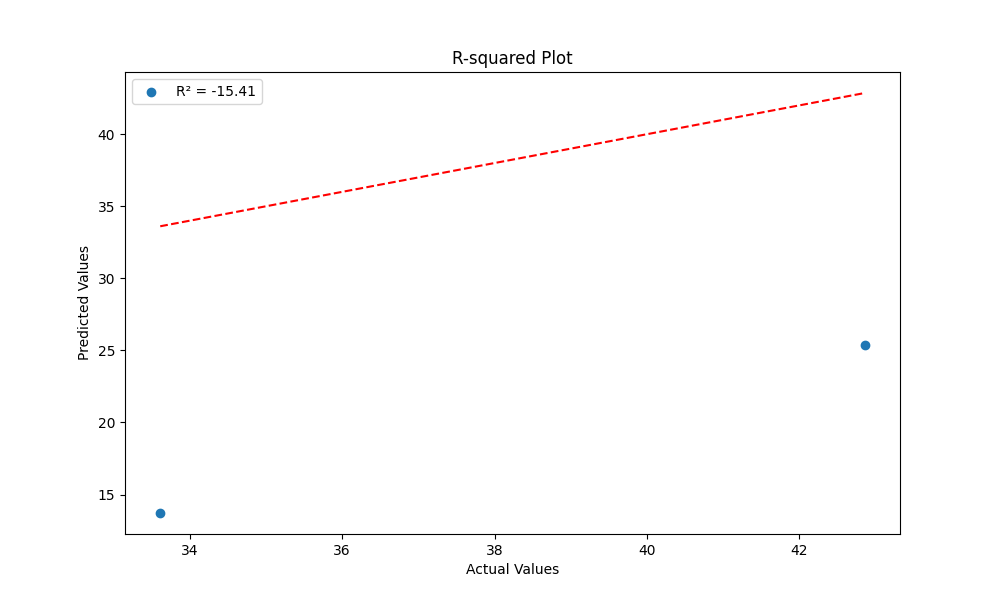 R-squared Plot
R² = -15.41
40
35
30
25
20
15
Predicted Values
34
36
38
40
42
Actual Values